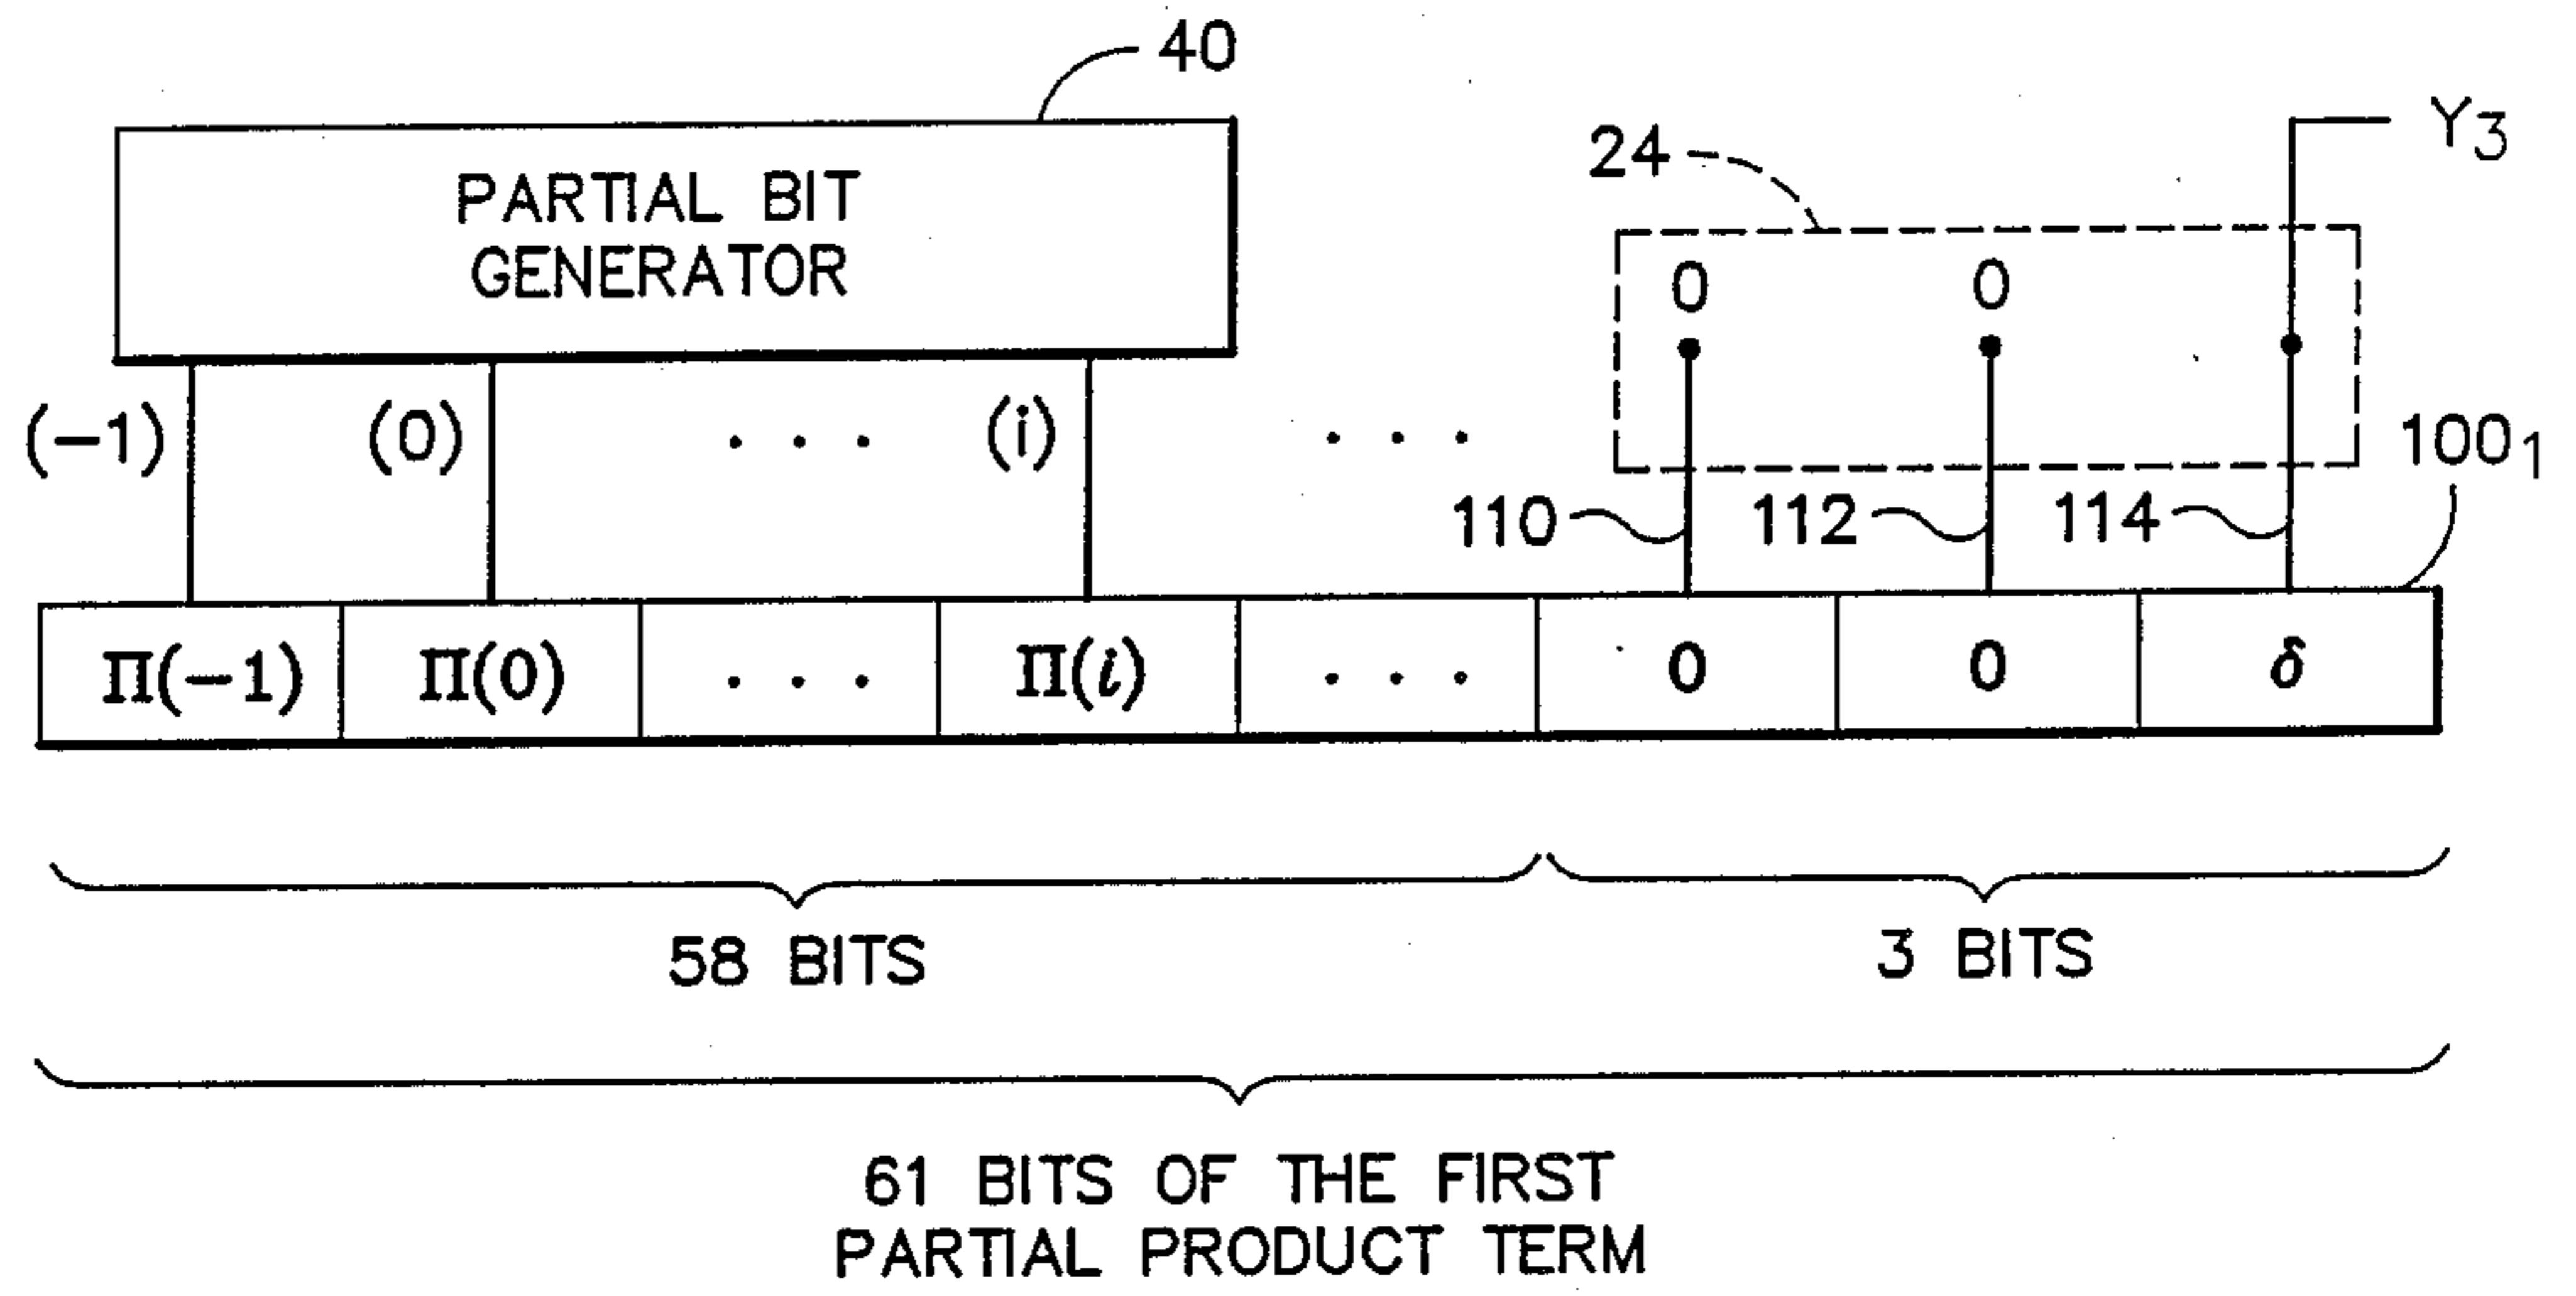 40
PARTIAL BIT
GENERATOR
24
Y3
0 0
(-1) (0) . . . (i) . . .
110 112 114 100₁
Π(-1) Π(0) . . . Π(i) . . . 0 0 δ
58 BITS 3 BITS
61 BITS OF THE FIRST
PARTIAL PRODUCT TERM